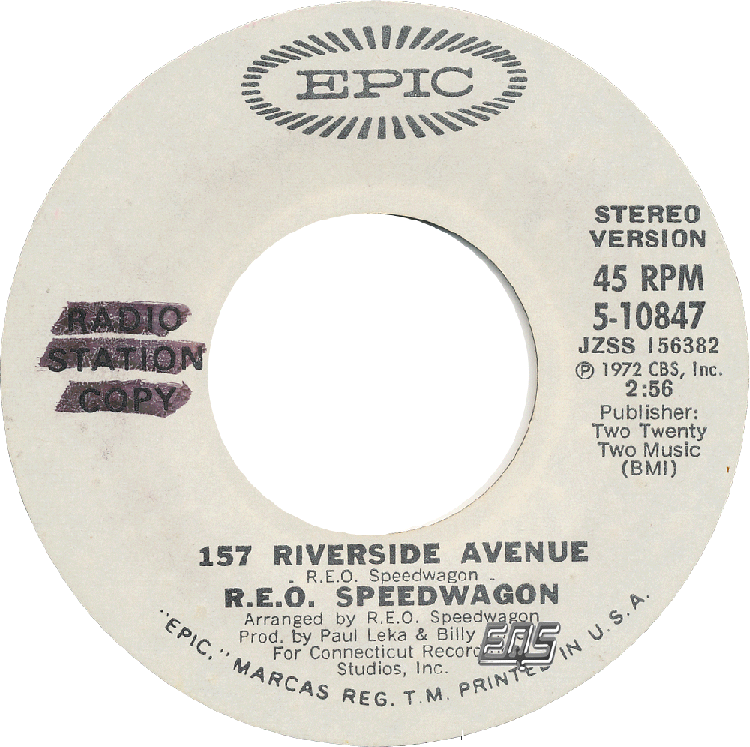 EPIC
STEREO
VERSION
45 RPM
5-10847
JZSS 156382
℗ 1972 CBS, Inc.
2:56
Publisher:
Two Twenty
Two Music
(BMI)
RADIO
STATION
COPY
157 RIVERSIDE AVENUE
- R.E.O. Speedwagon -
R.E.O. SPEEDWAGON
Arranged by R.E.O. Speedwagon
Prod. by Paul Leka & Billy
For Connecticut
Studios, Inc.
"EPIC," MARCAS REG. T.M. PRINTED IN U.S.A.